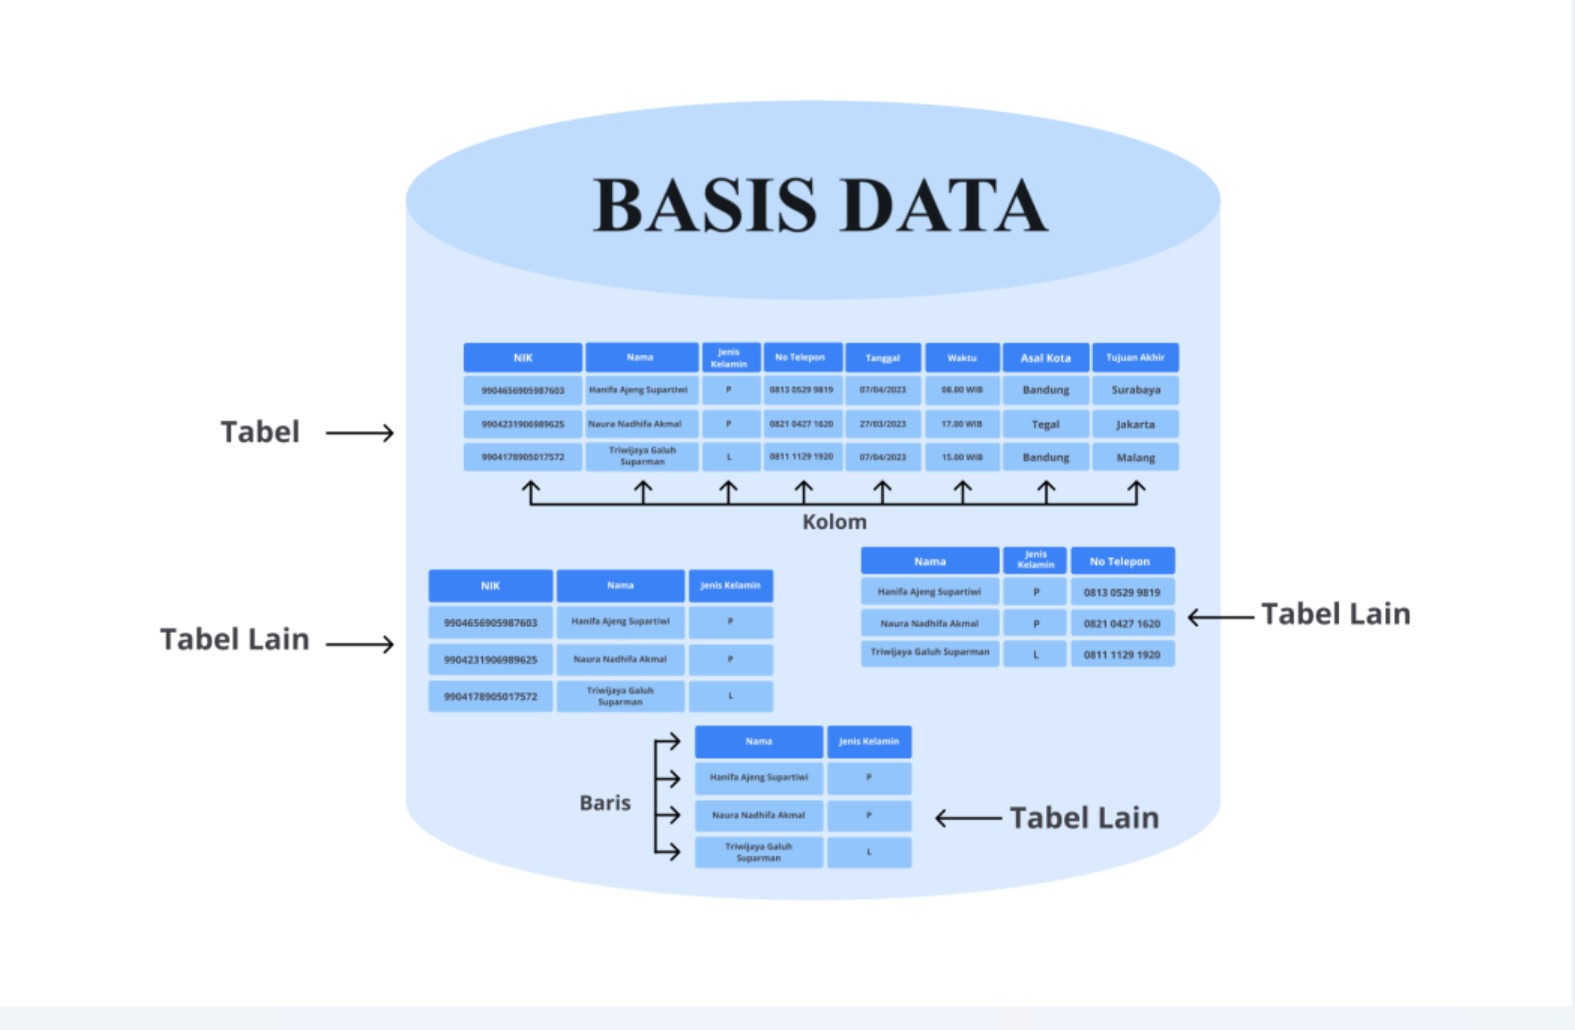 BASIS DATA
NIK Nama Jenis Kelamin No Telepon Tanggal Waktu Asal Kota Tujuan Akhir
9904656905987603 Hanifa Ajeng Supartiwi P 0813 0529 9819 07/04/2023 08.00 WIB Bandung Surabaya
9904231906989625 Naura Nadhifa Akmal P 0821 0427 1620 27/03/2023 17.00 WIB Tegal Jakarta
9904178905017572 Triwijaya Galuh Suparman L 0811 1129 1920 07/04/2023 15.00 WIB Bandung Malang
Tabel
Kolom
NIK Nama Jenis Kelamin
9904656905987603 Hanifa Ajeng Supartiwi P
9904231906989625 Naura Nadhifa Akmal P
9904178905017572 Triwijaya Galuh Suparman L
Tabel Lain
Nama Jenis Kelamin No Telepon
Hanifa Ajeng Supartiwi P 0813 0529 9819
Naura Nadhifa Akmal P 0821 0427 1620
Triwijaya Galuh Suparman L 0811 1129 1920
Tabel Lain
Nama Jenis Kelamin
Hanifa Ajeng Supartiwi P
Naura Nadhifa Akmal P
Triwijaya Galuh Suparman L
Baris
Tabel Lain